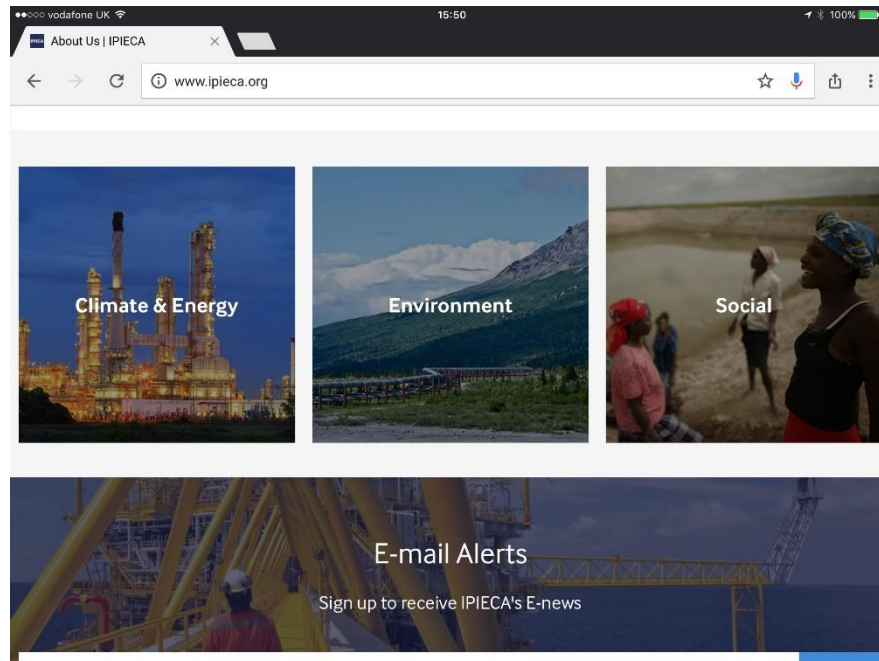 vodafone UK
15:50
100%
IPIECA
About Us | IPIECA
www.ipieca.org
Climate & Energy
Environment
Social
E-mail Alerts
Sign up to receive IPIECA's E-news